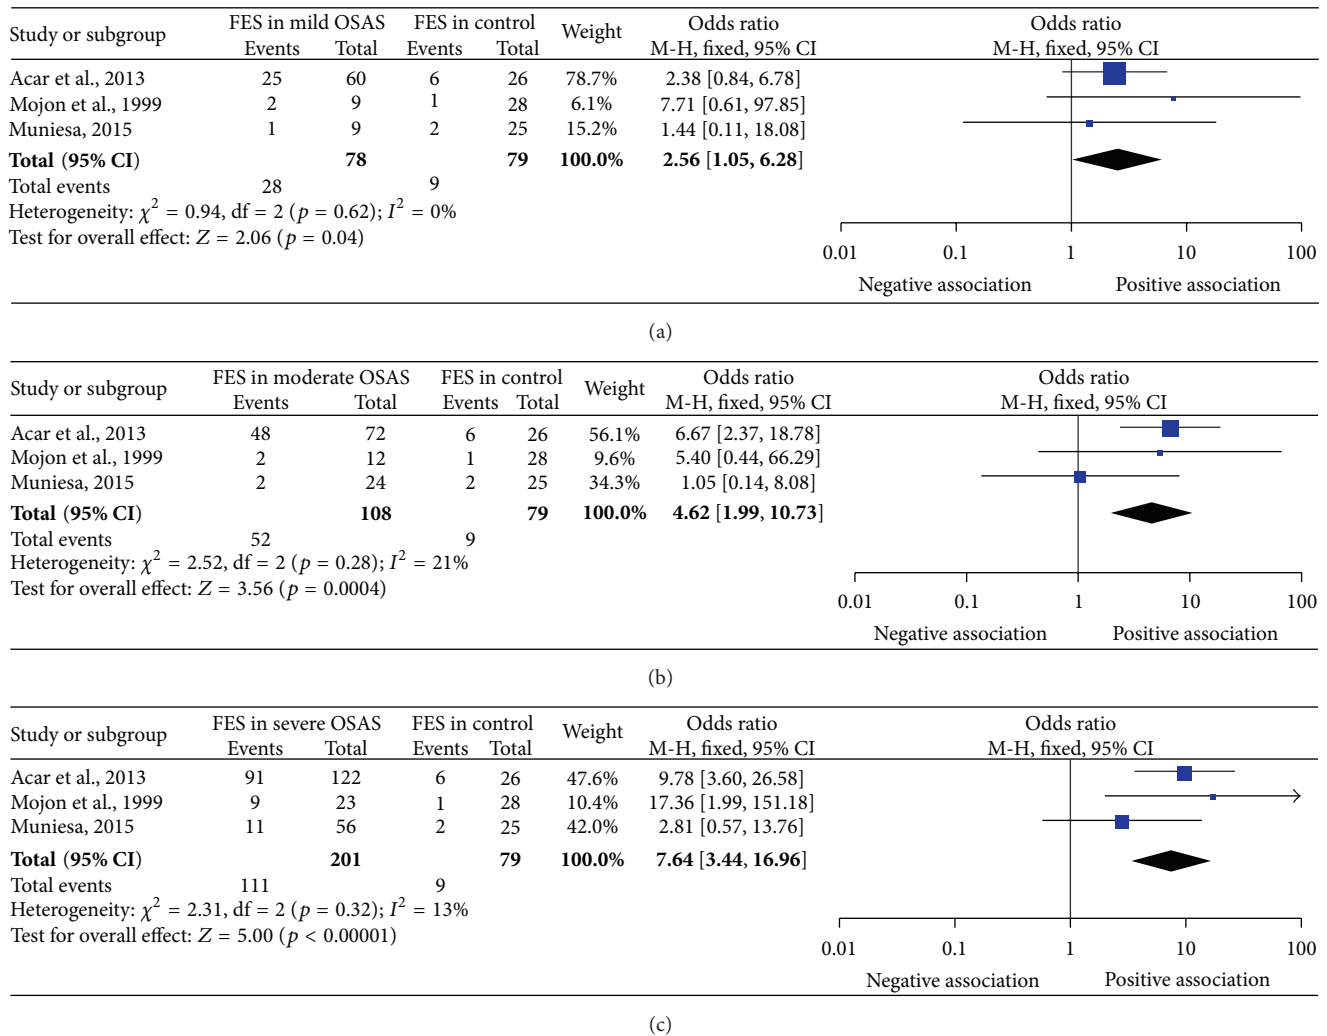 Study or subgroup FES in mild OSAS FES in control Weight Odds ratio Odds ratio
Events Total Events Total M-H, fixed, 95% CI M-H, fixed, 95% CI
Acar et al., 2013 25 60 6 26 78.7% 2.38 [0.84, 6.78]
Mojon et al., 1999 2 9 1 28 6.1% 7.71 [0.61, 97.85]
Muniesa, 2015 1 9 2 25 15.2% 1.44 [0.11, 18.08]
Total (95% CI) 78 79 100.0% 2.56 [1.05, 6.28]
Total events 28 9
Heterogeneity: χ² = 0.94, df = 2 (p = 0.62); I² = 0%
Test for overall effect: Z = 2.06 (p = 0.04)
0.01 0.1 1 10 100
Negative association Positive association
(a)
Study or subgroup FES in moderate OSAS FES in control Weight Odds ratio Odds ratio
Events Total Events Total M-H, fixed, 95% CI M-H, fixed, 95% CI
Acar et al., 2013 48 72 6 26 56.1% 6.67 [2.37, 18.78]
Mojon et al., 1999 2 12 1 28 9.6% 5.40 [0.44, 66.29]
Muniesa, 2015 2 24 2 25 34.3% 1.05 [0.14, 8.08]
Total (95% CI) 108 79 100.0% 4.62 [1.99, 10.73]
Total events 52 9
Heterogeneity: χ² = 2.52, df = 2 (p = 0.28); I² = 21%
Test for overall effect: Z = 3.56 (p = 0.0004)
0.01 0.1 1 10 100
Negative association Positive association
(b)
Study or subgroup FES in severe OSAS FES in control Weight Odds ratio Odds ratio
Events Total Events Total M-H, fixed, 95% CI M-H, fixed, 95% CI
Acar et al., 2013 91 122 6 26 47.6% 9.78 [3.60, 26.58]
Mojon et al., 1999 9 23 1 28 10.4% 17.36 [1.99, 151.18]
Muniesa, 2015 11 56 2 25 42.0% 2.81 [0.57, 13.76]
Total (95% CI) 201 79 100.0% 7.64 [3.44, 16.96]
Total events 111 9
Heterogeneity: χ² = 2.31, df = 2 (p = 0.32); I² = 13%
Test for overall effect: Z = 5.00 (p < 0.00001)
0.01 0.1 1 10 100
Negative association Positive association
(c)